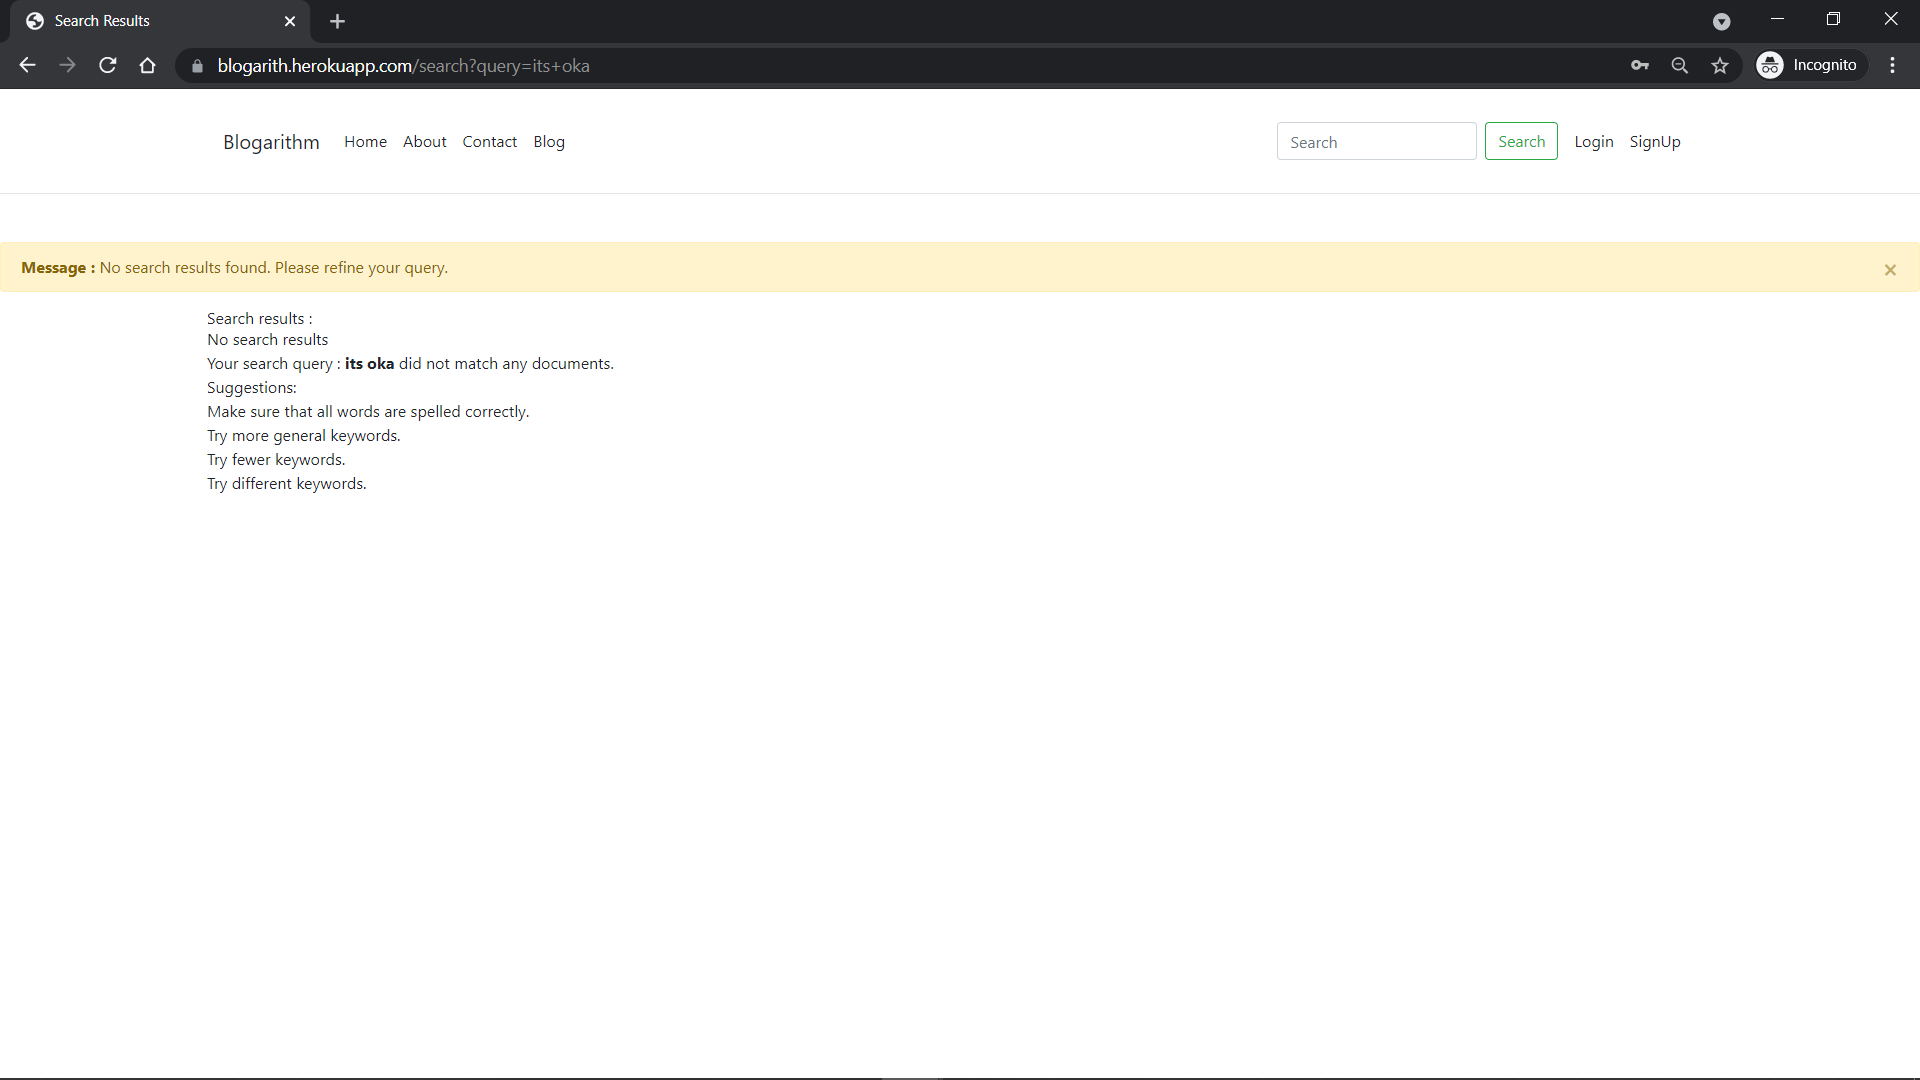 Search Results
blogarith.herokuapp.com/search?query=its+oka
Incognito
Blogarithm Home About Contact Blog Search Search Login SignUp
Message : No search results found. Please refine your query. ×
Search results :
No search results
Your search query : its oka did not match any documents.
Suggestions:
Make sure that all words are spelled correctly.
Try more general keywords.
Try fewer keywords.
Try different keywords.